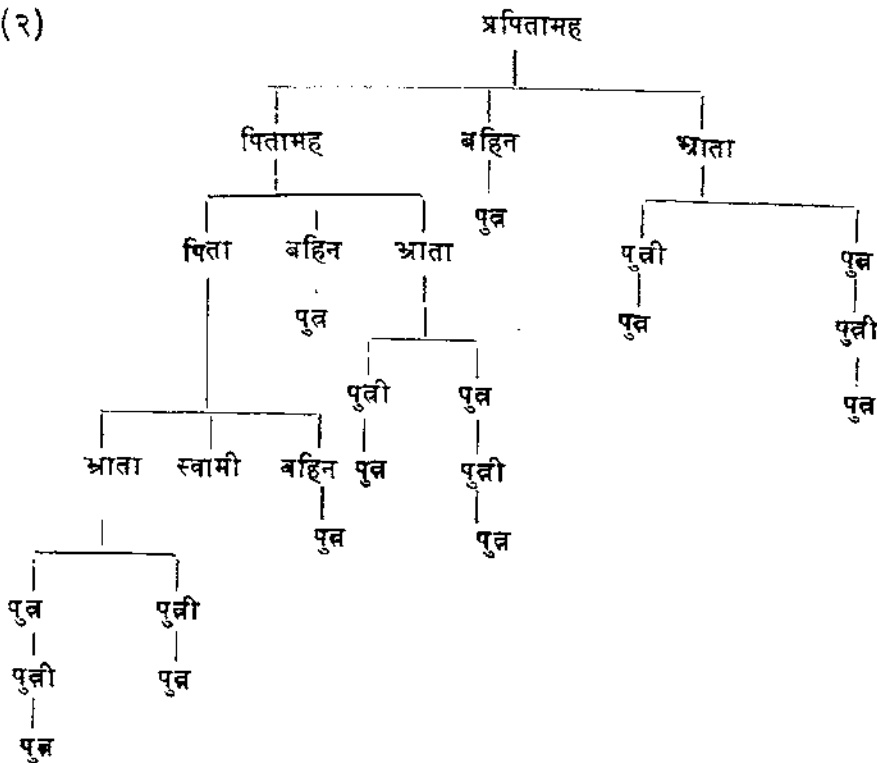 (२) प्रपितामह
पितामह बहिन भ्राता
पुत्र
पिता बहिन भ्राता पुत्री पुत्र
पुत्र पुत्र पुत्री
पुत्री पुत्र पुत्र
भ्राता स्वामी बहिन पुत्र पुत्री
पुत्र पुत्र
पुत्र पुत्री
पुत्री पुत्र
पुत्र